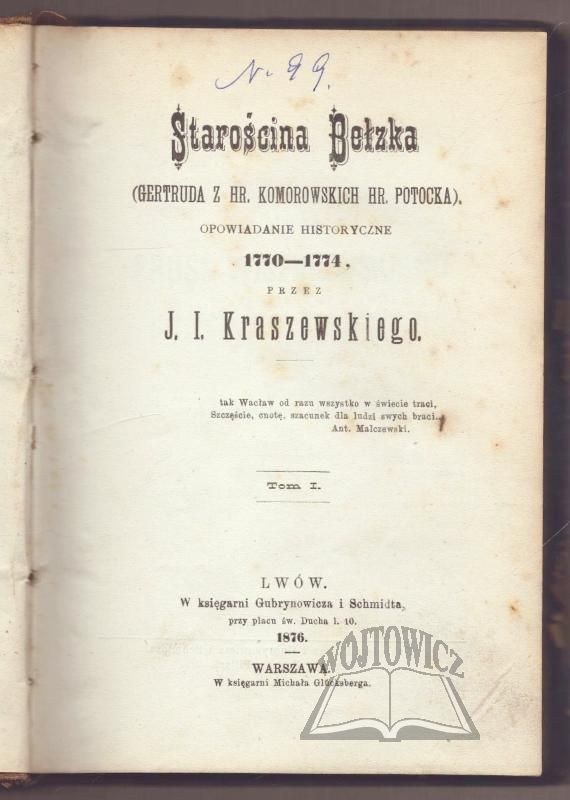 N. 99.
Starościna Bełzka
(GERTRUDA Z HR. KOMOROWSKICH HR. POTOCKA).
OPOWIADANIE HISTORYCZNE
1770—1774,
PRZEZ
J. I. Kraszewskiego.
tak Wacław od razu wszystko w świecie traci,
Szczęście, cnotę, szacunek dla ludzi swych braci...
Ant. Malczewski.
Tom I.
LWÓW.
W księgarni Gubrynowicza i Schmidta,
przy placu św. Ducha l. 10.
1876.
WARSZAWA.
W księgarni Michała Glücksberga.
WÓJTOWICZ